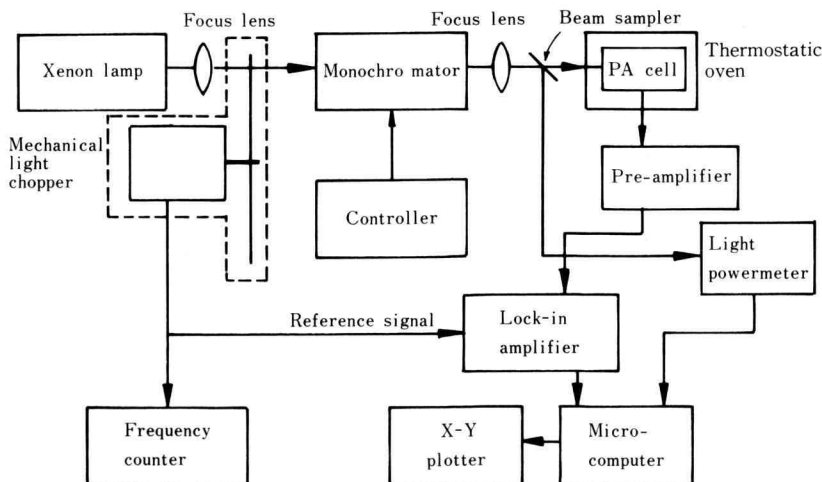 Focus lens
Focus lens
Beam sampler
Xenon lamp
Monochro mator
PA cell
Thermostatic
oven
Mechanical
light
chopper
Pre-amplifier
Controller
Light
powermeter
Reference signal
Lock-in
amplifier
Frequency
counter
X-Y
plotter
Micro-
computer